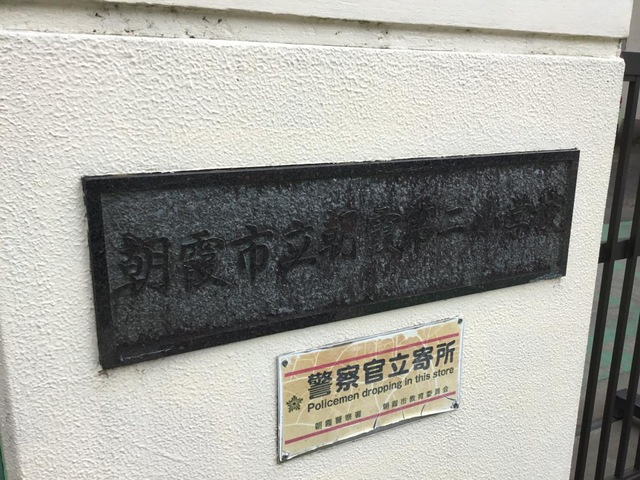 朝霞市立朝霞第二小学校
警察官立寄所
Policemen dropping in this store
朝霞警察署 朝霞市教育委員会